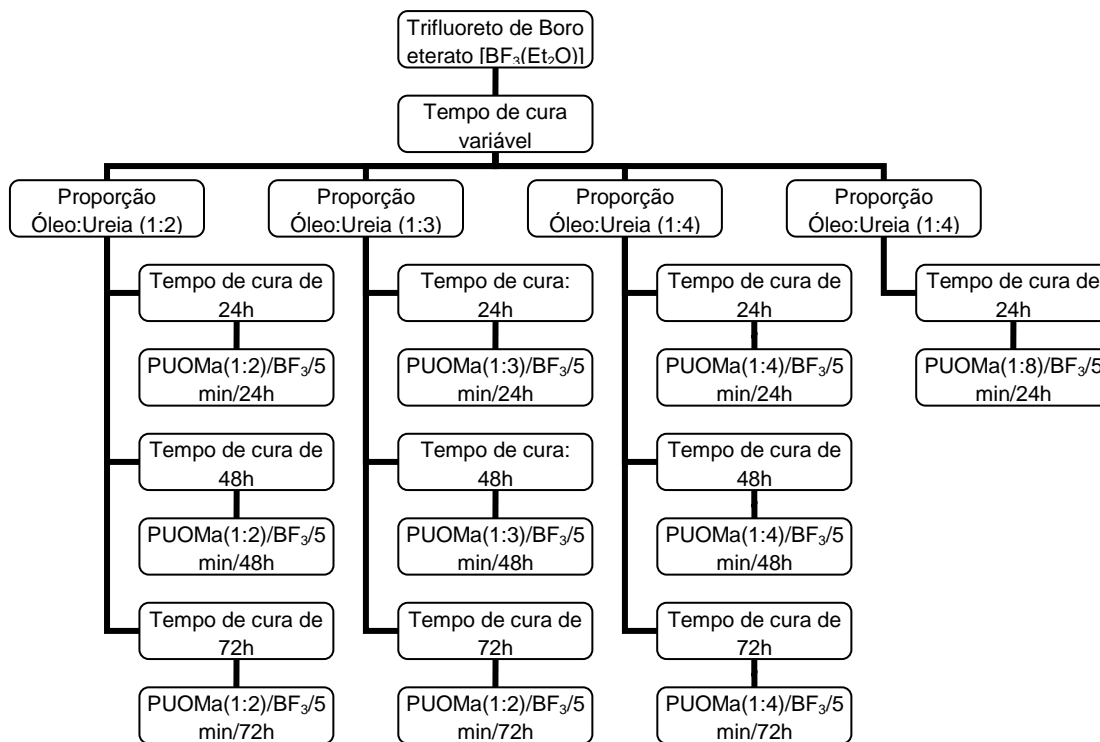 Trifluoreto de Boro
eterato [BF₃(Et₂O)]
Tempo de cura
variável
Proporção
Óleo:Ureia (1:2)
Proporção
Óleo:Ureia (1:3)
Proporção
Óleo:Ureia (1:4)
Proporção
Óleo:Ureia (1:4)
Tempo de cura de
24h
Tempo de cura:
24h
Tempo de cura de
24h
Tempo de cura de
24h
PUOMa(1:2)/BF₃/5
min/24h
PUOMa(1:3)/BF₃/5
min/24h
PUOMa(1:4)/BF₃/5
min/24h
PUOMa(1:8)/BF₃/5
min/24h
Tempo de cura de
48h
Tempo de cura:
48h
Tempo de cura de
48h
PUOMa(1:2)/BF₃/5
min/48h
PUOMa(1:3)/BF₃/5
min/48h
PUOMa(1:4)/BF₃/5
min/48h
Tempo de cura de
72h
Tempo de cura de
72h
Tempo de cura de
72h
PUOMa(1:2)/BF₃/5
min/72h
PUOMa(1:2)/BF₃/5
min/72h
PUOMa(1:4)/BF₃/5
min/72h